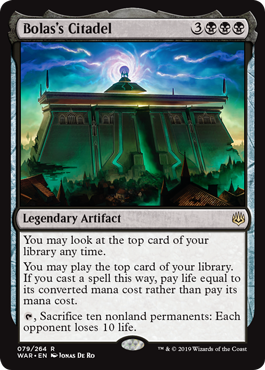 Bolas's Citadel 3
Legendary Artifact
You may look at the top card of your
library any time.
You may play the top card of your library.
If you cast a spell this way, pay life equal to
its converted mana cost rather than pay its
mana cost.
, Sacrifice ten nonland permanents: Each
opponent loses 10 life.
079/264 R
WAR • EN Jonas De Ro
™ & © 2019 Wizards of the Coast